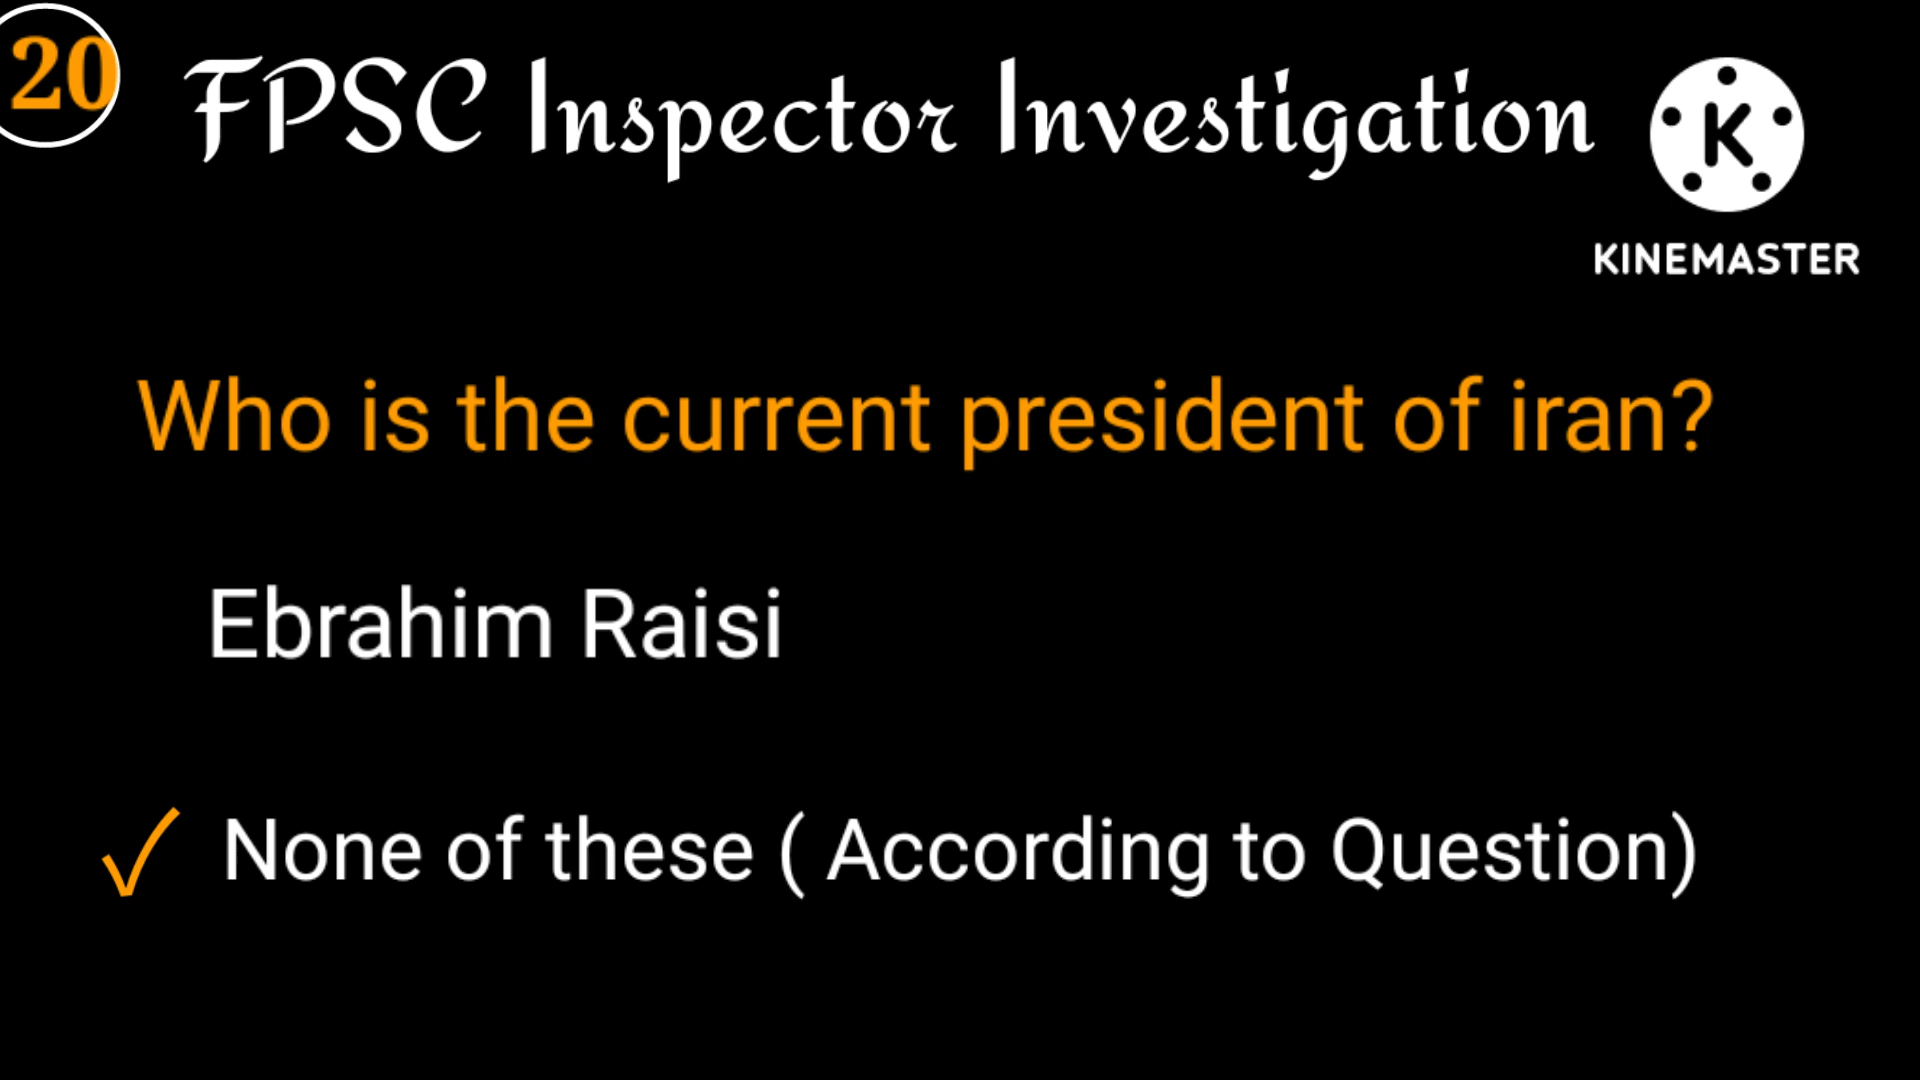 20
FPSC Inspector Investigation
KINEMASTER
Who is the current president of iran?
Ebrahim Raisi
None of these ( According to Question)